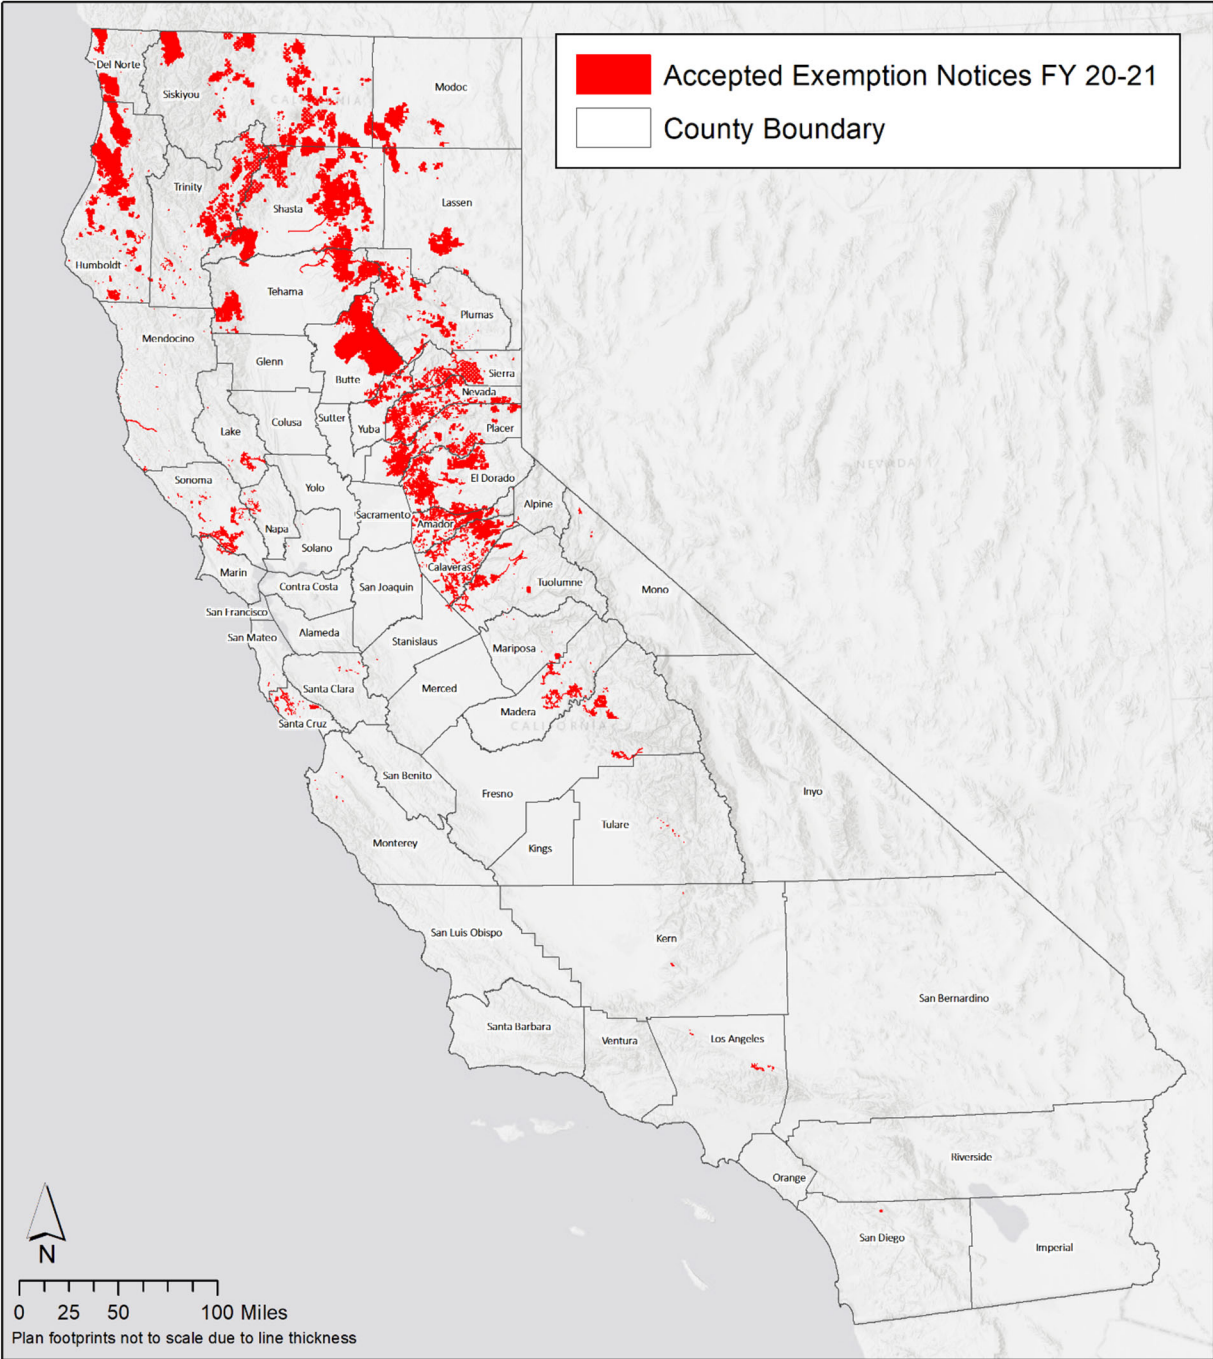 Accepted Exemption Notices FY 20-21
County Boundary
Del Norte
Siskiyou
Modoc
CALIFORNIA
Trinity
Shasta
Lassen
Humboldt
Tehama
Plumas
Mendocino
Glenn
Butte
Sierra
Nevada
Colusa
Sutter
Yuba
Placer
Lake
NEVADA
Sonoma
Yolo
El Dorado
Alpine
Sacramento
Amador
Napa
Solano
Calaveras
Marin
Contra Costa
San Joaquin
Tuolumne
Mono
San Francisco
Alameda
San Mateo
Stanislaus
Mariposa
Santa Clara
Merced
Madera
CALIFORNIA
Santa Cruz
San Benito
Fresno
Inyo
Tulare
Monterey
Kings
San Luis Obispo
Kern
San Bernardino
Santa Barbara
Ventura
Los Angeles
Riverside
Orange
San Diego
Imperial
N
0 25 50 100 Miles
Plan footprints not to scale due to line thickness